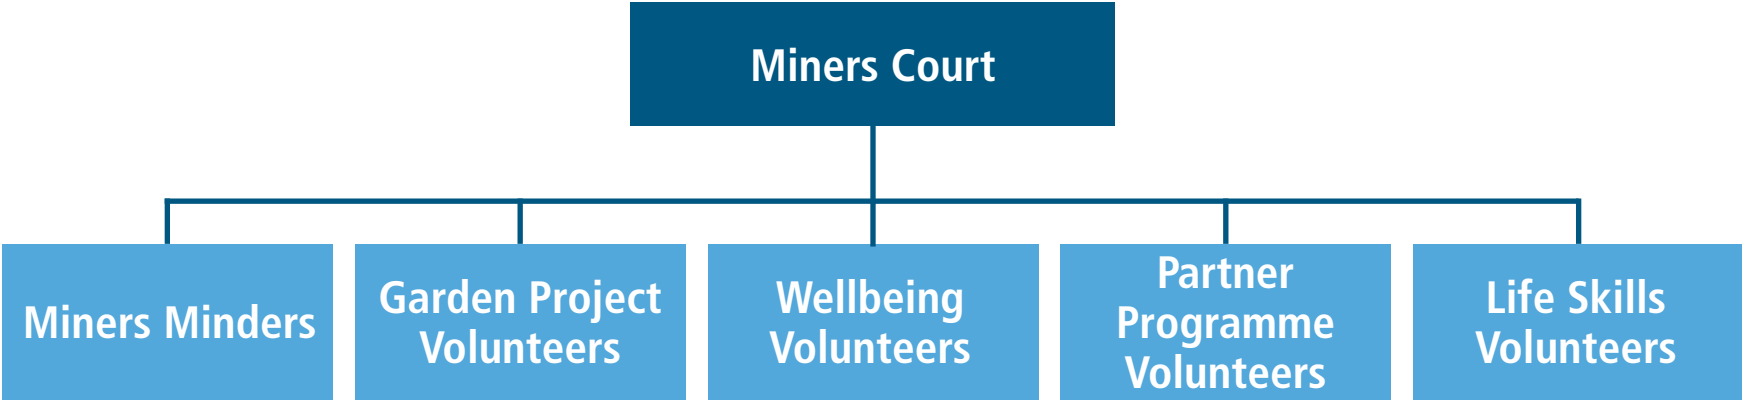 Miners Court
Miners Minders
Garden Project
Volunteers
Wellbeing
Volunteers
Partner
Programme
Volunteers
Life Skills
Volunteers